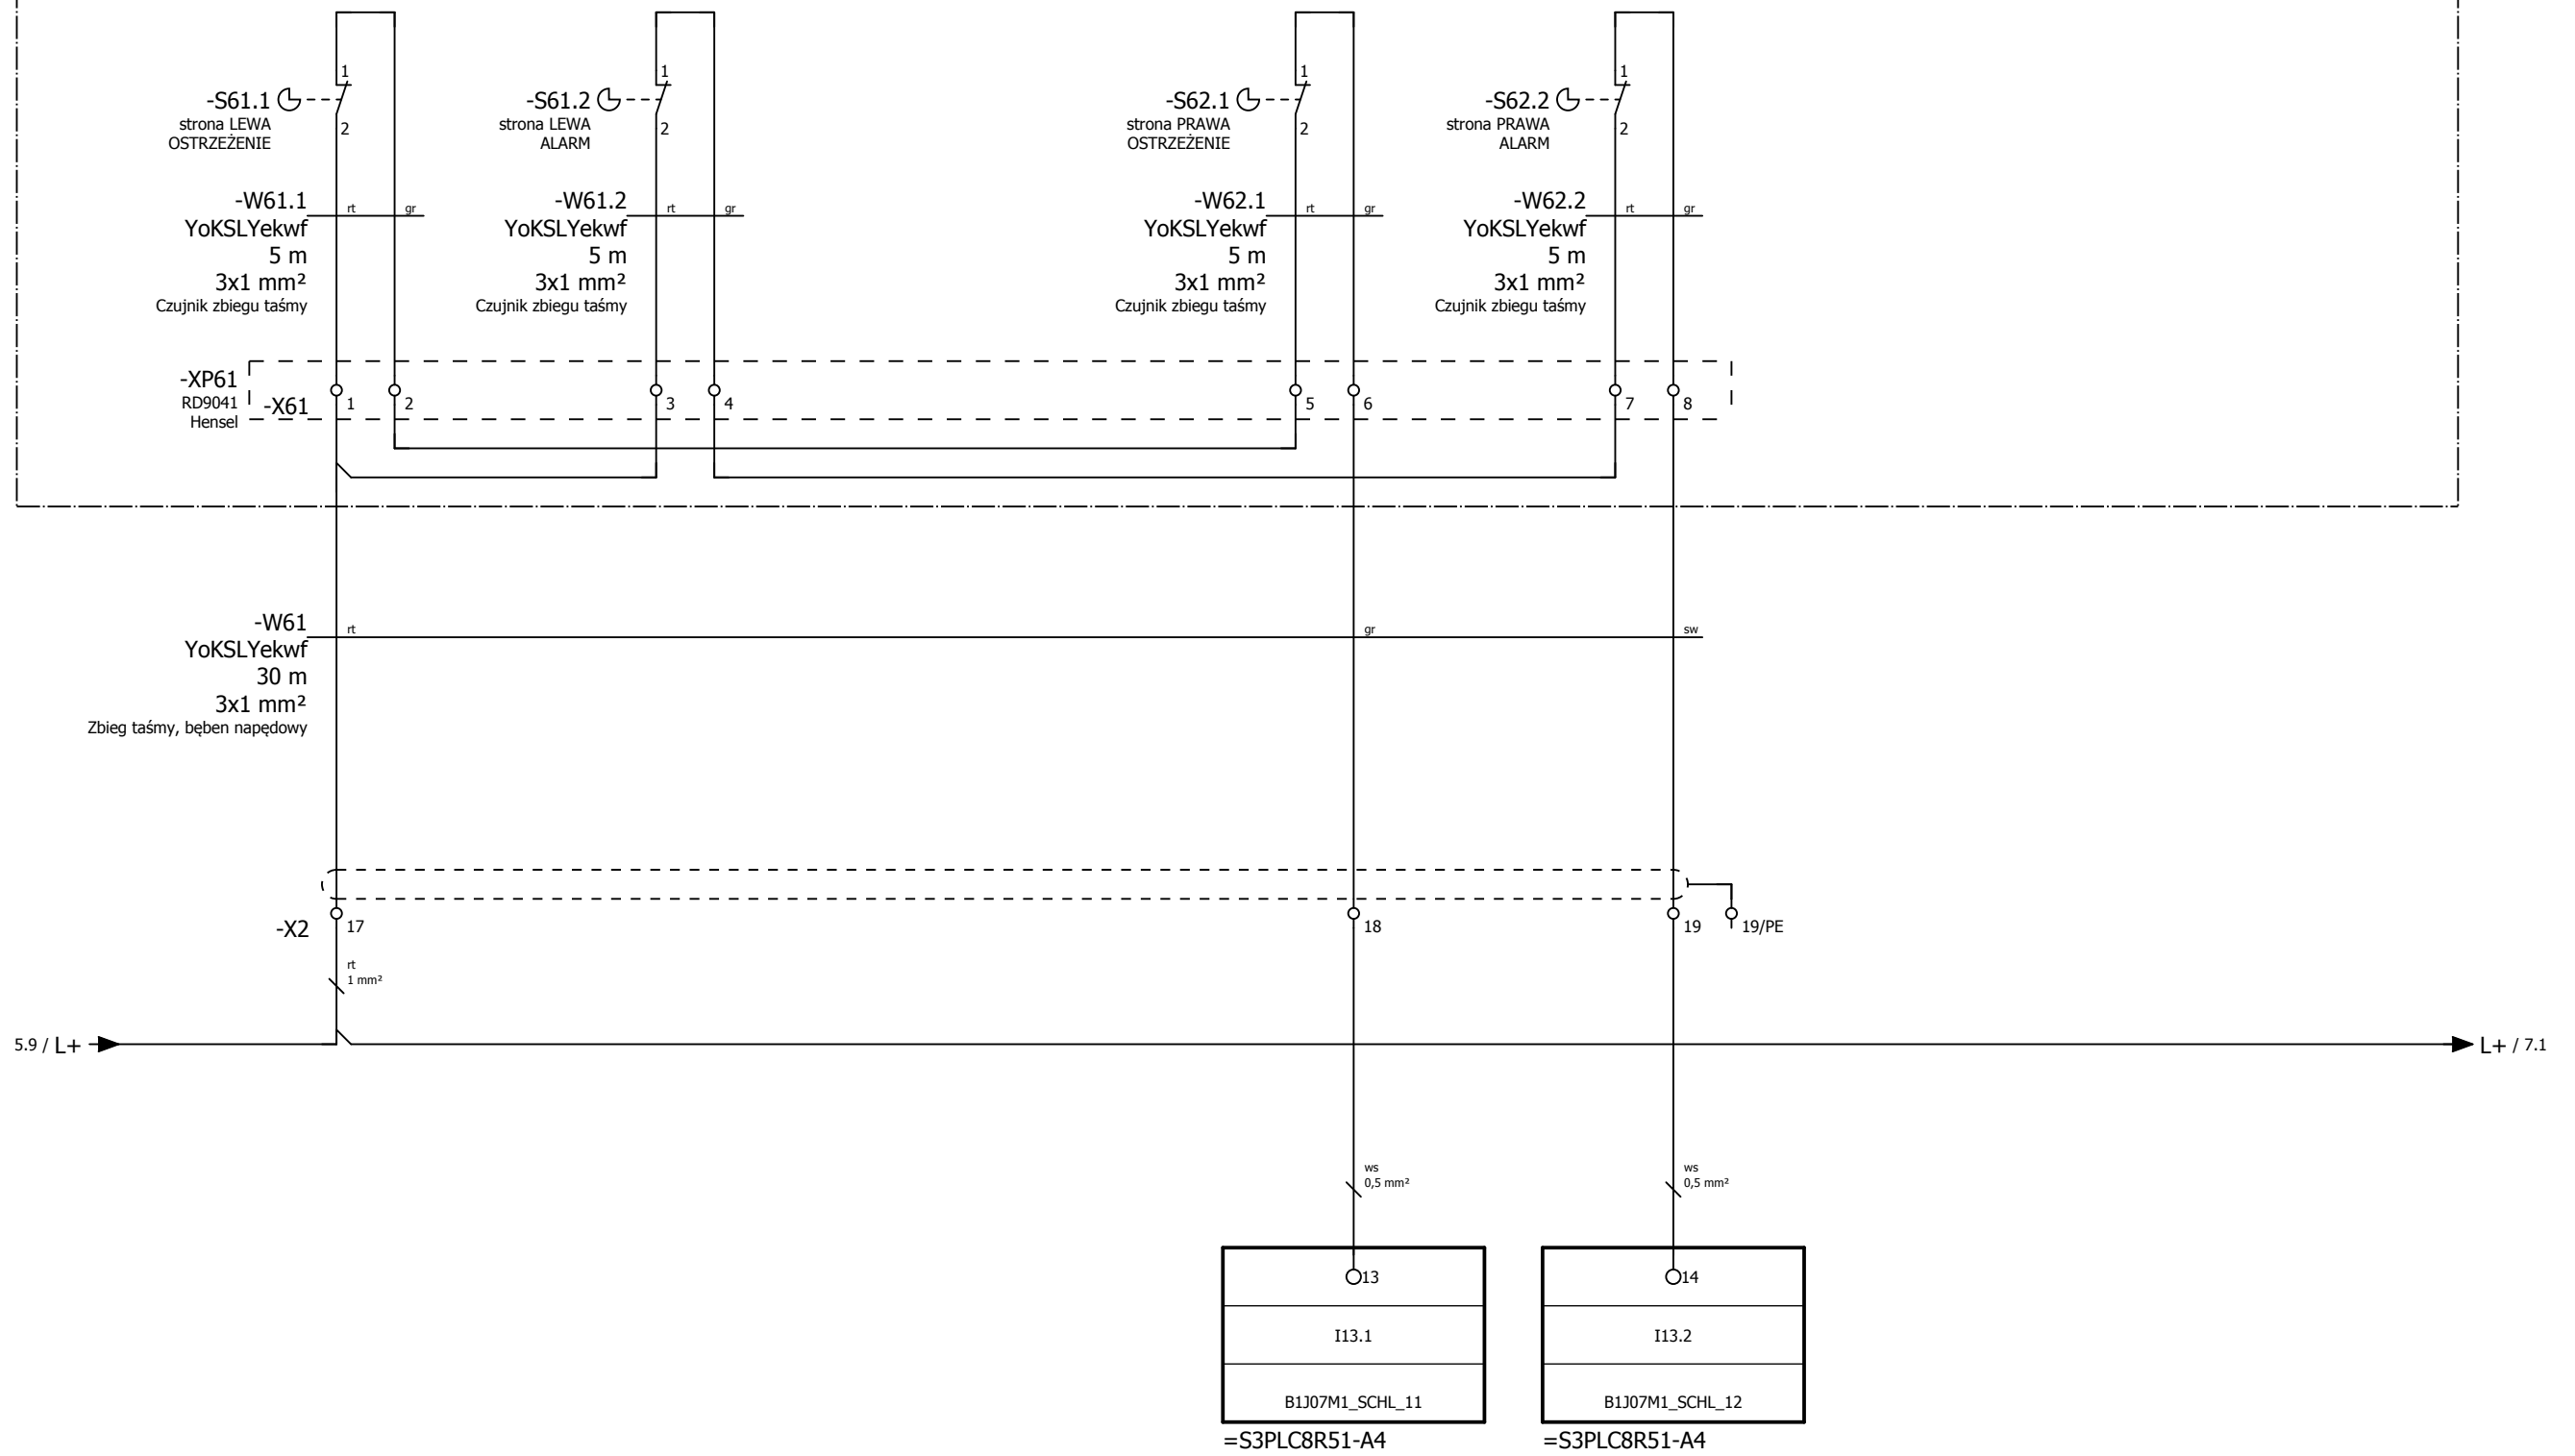 1
1
1
1
-S61.1
strona LEWA
OSTRZEŻENIE
2
-S61.2
strona LEWA
ALARM
2
-S62.1
strona PRAWA
OSTRZEŻENIE
2
-S62.2
strona PRAWA
ALARM
2
-W61.1
YoKSLYekwf
5 m
3x1 mm²
Czujnik zbiegu taśmy
rt
gr
-W61.2
YoKSLYekwf
5 m
3x1 mm²
Czujnik zbiegu taśmy
rt
gr
-W62.1
YoKSLYekwf
5 m
3x1 mm²
Czujnik zbiegu taśmy
rt
gr
-W62.2
YoKSLYekwf
5 m
3x1 mm²
Czujnik zbiegu taśmy
rt
gr
-XP61
RD9041
Hensel
-X61
1
2
3
4
5
6
7
8
-W61
YoKSLYekwf
30 m
3x1 mm²
Zbieg taśmy, bęben napędowy
rt
gr
sw
-X2
17
18
19
19/PE
rt
1 mm²
5.9 / L+
L+ / 7.1
ws
0,5 mm²
ws
0,5 mm²
13
I13.1
B1J07M1_SCHL_11
=S3PLC8R51-A4
14
I13.2
B1J07M1_SCHL_12
=S3PLC8R51-A4